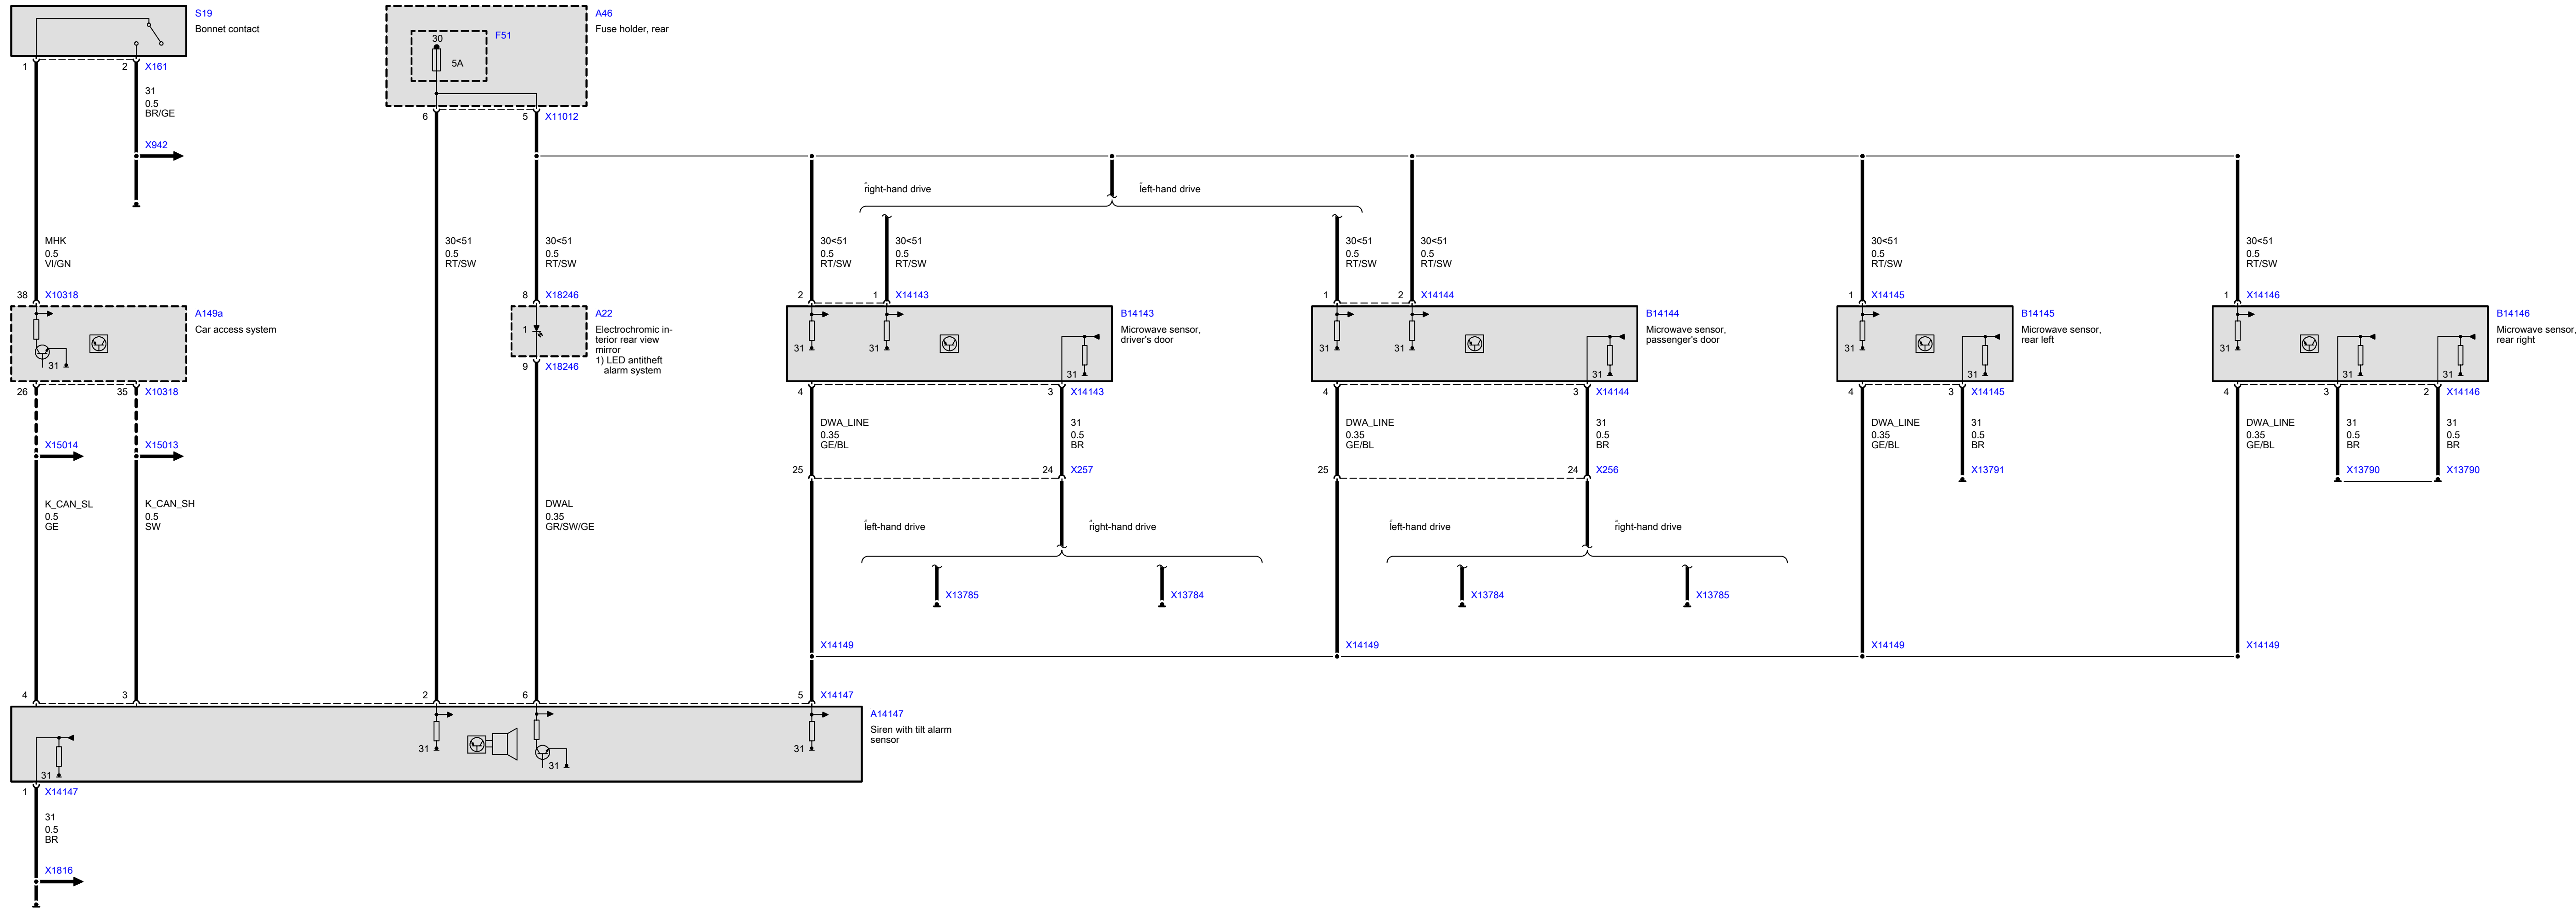 S19
Bonnet contact
A46
Fuse holder, rear
30
F51
5A
1
2
X161
31
0.5
BR/GE
X942
6
5
X11012
right-hand drive
left-hand drive
MHK
0.5
VI/GN
30<51
0.5
RT/SW
30<51
0.5
RT/SW
30<51
0.5
RT/SW
30<51
0.5
RT/SW
30<51
0.5
RT/SW
30<51
0.5
RT/SW
30<51
0.5
RT/SW
30<51
0.5
RT/SW
38
X10318
8
X18246
2
1
X14143
1
2
X14144
1
X14145
1
X14146
A149a
Car access system
31
A22
Electrochromic in-
terior rear view
mirror
1) LED antitheft
alarm system
1
B14143
Microwave sensor,
driver's door
31
31
31
B14144
Microwave sensor,
passenger's door
31
31
31
B14145
Microwave sensor,
rear left
31
31
B14146
Microwave sensor,
rear right
31
31
31
26
35
X10318
9
X18246
4
3
X14143
4
3
X14144
4
3
X14145
4
3
2
X14146
DWA_LINE
0.35
GE/BL
31
0.5
BR
DWA_LINE
0.35
GE/BL
31
0.5
BR
DWA_LINE
0.35
GE/BL
31
0.5
BR
DWA_LINE
0.35
GE/BL
31
0.5
BR
31
0.5
BR
X15014
X15013
25
24
X257
25
24
X256
X13791
X13790
X13790
K_CAN_SL
0.5
GE
K_CAN_SH
0.5
SW
DWAL
0.35
GR/SW/GE
left-hand drive
right-hand drive
left-hand drive
right-hand drive
X13785
X13784
X13784
X13785
X14149
X14149
X14149
X14149
4
3
2
6
5
X14147
A14147
Siren with tilt alarm
sensor
31
31
31
31
1
X14147
31
0.5
BR
X1816